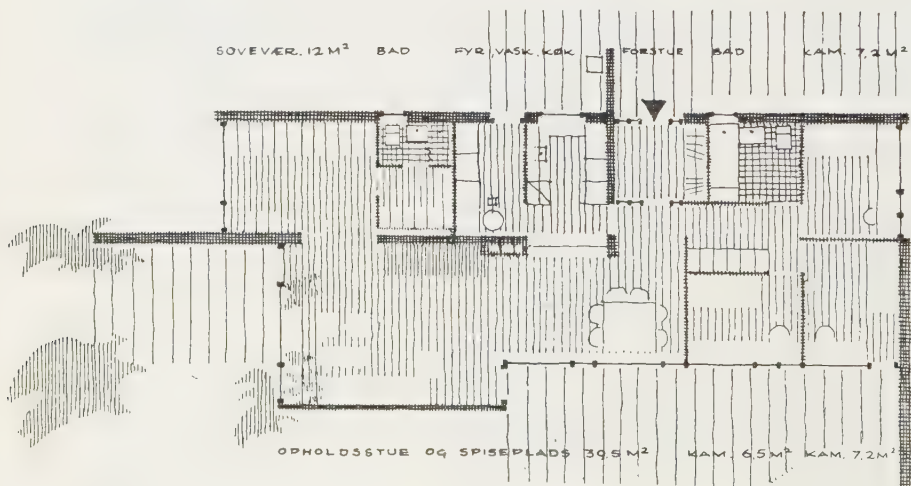 SOVEVÆR. 12 M² BAD FYR, VASK, KØK FORSTUE BAD KAM. 7,2 M²
OPHOLDSSTUE OG SPISEPLADS 39,5 M² KAM. 6,5 M² KAM. 7,2 M²